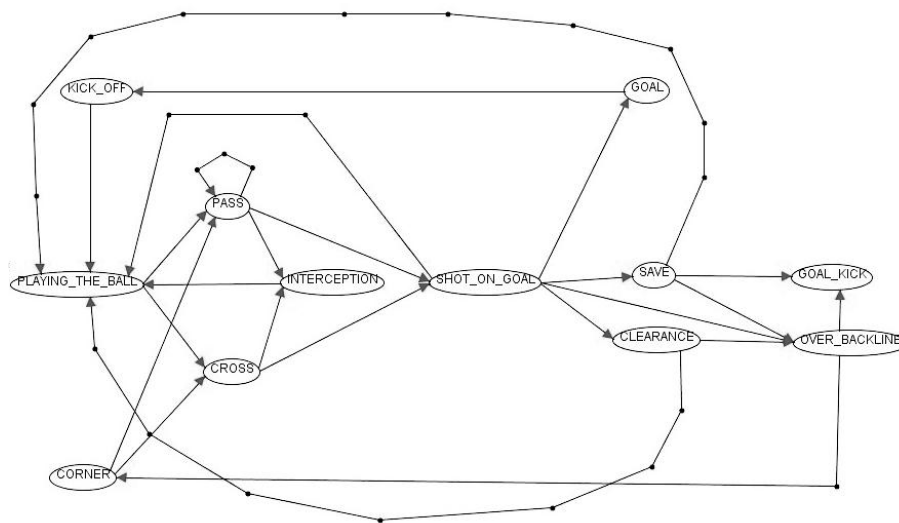 KICK_OFF
GOAL
PASS
PLAYING_THE_BALL
INTERCEPTION
SHOT_ON_GOAL
SAVE
GOAL_KICK
CLEARANCE
OVER_BACKLINE
CROSS
CORNER